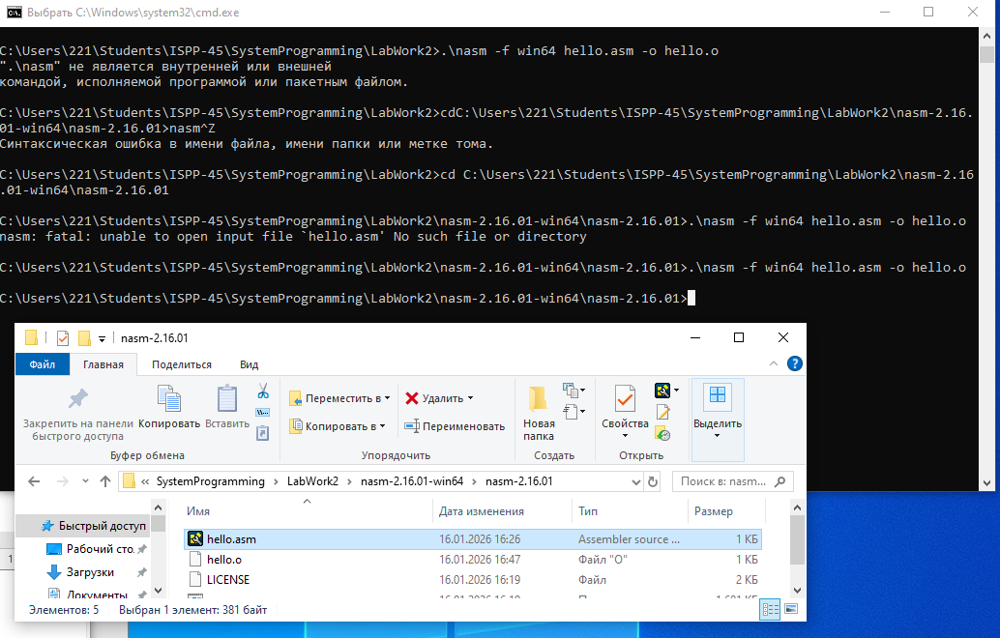 Выбрать C:\Windows\system32\cmd.exe
C:\Users\221\Students\ISPP-45\SystemProgramming\LabWork2>.\nasm -f win64 hello.asm -o hello.o
".\nasm" не является внутренней или внешней
командой, исполняемой программой или пакетным файлом.
C:\Users\221\Students\ISPP-45\SystemProgramming\LabWork2>cdC:\Users\221\Students\ISPP-45\SystemProgramming\LabWork2\nasm-2.16.
01-win64\nasm-2.16.01>nasm^Z
Синтаксическая ошибка в имени файла, имени папки или метке тома.
C:\Users\221\Students\ISPP-45\SystemProgramming\LabWork2>cd C:\Users\221\Students\ISPP-45\SystemProgramming\LabWork2\nasm-2.16
.01-win64\nasm-2.16.01
C:\Users\221\Students\ISPP-45\SystemProgramming\LabWork2\nasm-2.16.01-win64\nasm-2.16.01>.\nasm -f win64 hello.asm -o hello.o
nasm: fatal: unable to open input file `hello.asm' No such file or directory
C:\Users\221\Students\ISPP-45\SystemProgramming\LabWork2\nasm-2.16.01-win64\nasm-2.16.01>.\nasm -f win64 hello.asm -o hello.o
C:\Users\221\Students\ISPP-45\SystemProgramming\LabWork2\nasm-2.16.01-win64\nasm-2.16.01>
nasm-2.16.01
Файл Главная Поделиться Вид
Закрепить на панели быстрого доступа
Копировать
Вставить
Буфер обмена
Переместить в
Копировать в
Удалить
Переименовать
Упорядочить
Новая папка
Создать
Свойства
Открыть
Выделить
« SystemProgramming › LabWork2 › nasm-2.16.01-win64 › nasm-2.16.01
Поиск в: nasm...
Быстрый доступ
Рабочий сто.
Загрузки
Документы
Имя Дата изменения Тип Размер
hello.asm 16.01.2026 16:26 Assembler source ... 1 КБ
hello.o 16.01.2026 16:47 Файл "O" 1 КБ
LICENSE 16.01.2026 16:19 Файл 2 КБ
Элементов: 5 Выбран 1 элемент: 381 байт